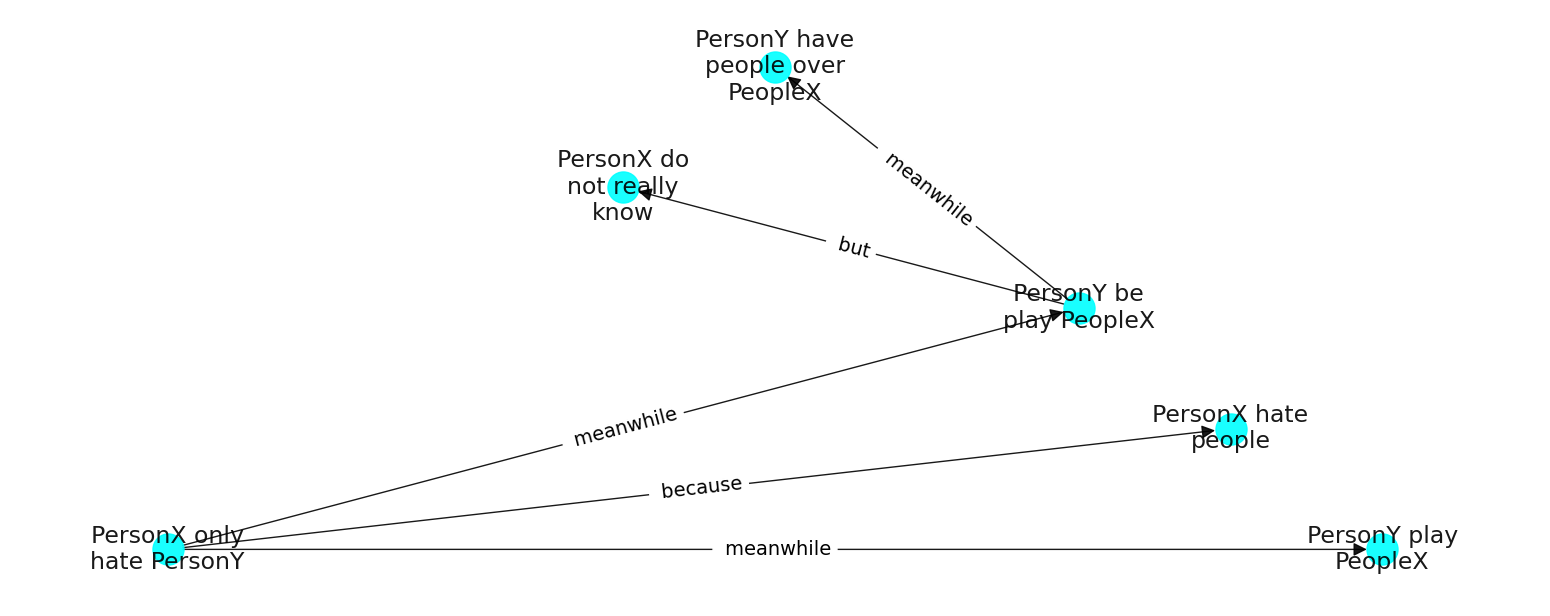 PersonY have
people over
PeopleX
PersonX do
not really
know
meanwhile
but
PersonY be
play PeopleX
meanwhile
PersonX hate
people
because
PersonX only
hate PersonY
meanwhile
PersonY play
PeopleX